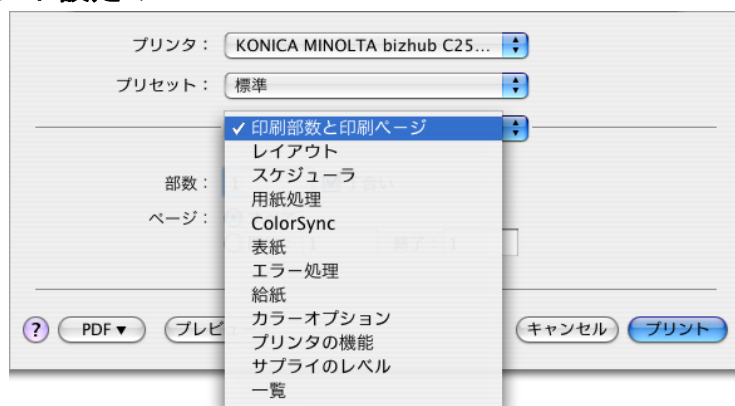 プリンタ： KONICA MINOLTA bizhub C25...
プリセット： 標準
✓ 印刷部数と印刷ページ
レイアウト
部数： スケジューラ
用紙処理
ページ： ColorSync
表紙
エラー処理
給紙
カラーオプション
? PDF▼ プレビ キャンセル プリント
プリンタの機能
サプライのレベル
一覧